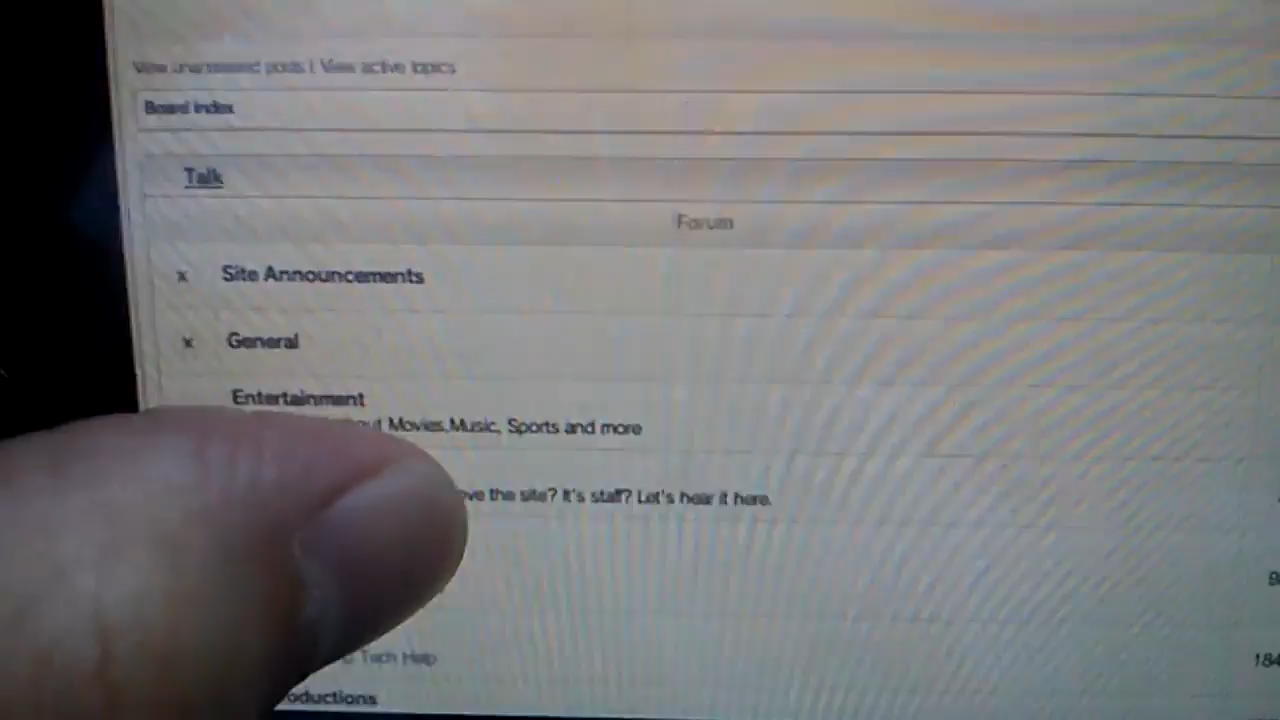 View unanswered posts | View active topics
Board index
Talk
Forum
x Site Announcements
x General
Entertainment
Movies,Music, Sports and more
the site? It's staff? Let's hear it here.
Tech Help